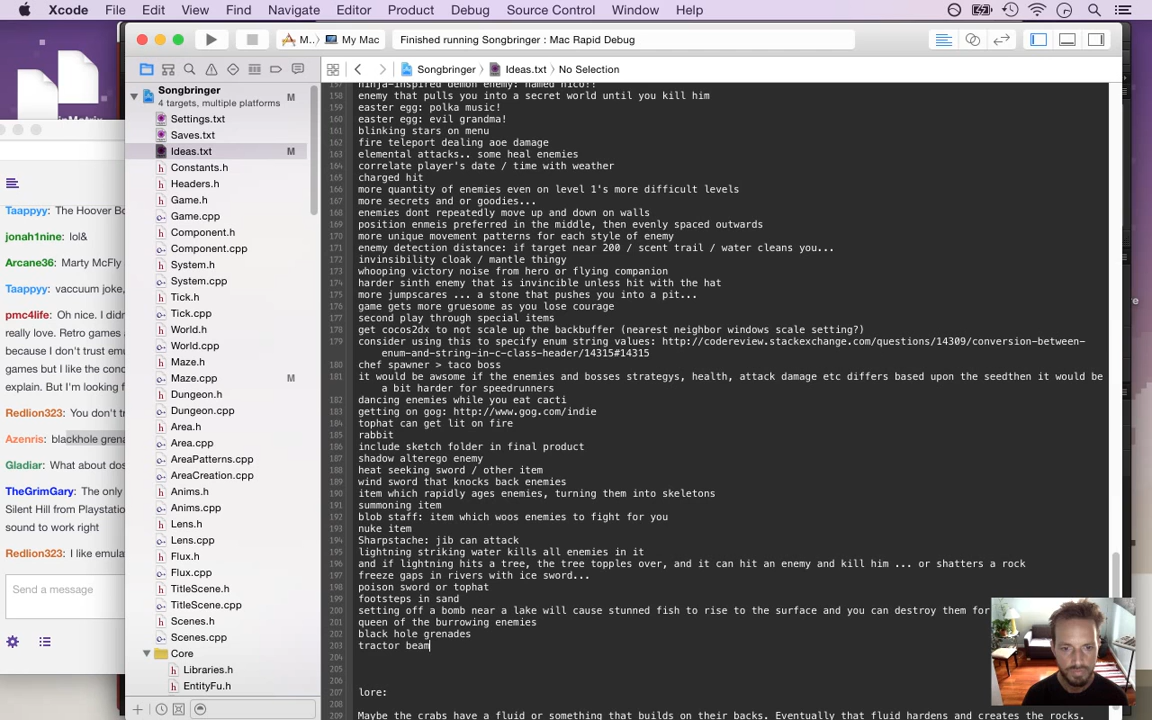 Xcode File Edit View Find Navigate Editor Product Debug Source Control Window Help
M.. My Mac
Finished running Songbringer : Mac Rapid Debug
Songbringer Ideas.txt No Selection
Songbringer M
4 targets, multiple platforms
Settings.txt
Saves.txt
Ideas.txt M
Constants.h
Headers.h
Game.h
Game.cpp
Component.h
Component.cpp
System.h
System.cpp
Tick.h
Tick.cpp
World.h
World.cpp
Maze.h
Maze.cpp M
Dungeon.h
Dungeon.cpp
Area.h
Area.cpp
AreaPatterns.cpp
AreaCreation.cpp
Anims.h
Anims.cpp
Lens.h
Lens.cpp
Flux.h
Flux.cpp
TitleScene.h
TitleScene.cpp
Scenes.h
Scenes.cpp
Core
Libraries.h
EntityFu.h
Taappyy: The Hoover Bo
jonah1nine: lol&
Arcane36: Marty McFly
Taappyy: vaccuum joke,
pmc4life: Oh nice. I didn
really love. Retro games
because I don't trust emu
games but I like the conc
explain. But I'm looking f
Redlion323: You don't tr
Azenris: blackhole grena
Gladiar: What about dos
TheGrimGary: The only
Silent Hill from Playstatio
sound to work right
Redlion323: I like emula
Send a message
157 ninja-inspired demon enemy: named nico!!
158 enemy that pulls you into a secret world until you kill him
159 easter egg: polka music!
160 easter egg: evil grandma!
161 blinking stars on menu
162 fire teleport dealing aoe damage
163 elemental attacks.. some heal enemies
164 correlate player's date / time with weather
165 charged hit
166 more quantity of enemies even on level 1's more difficult levels
167 more secrets and or goodies...
168 enemies dont repeatedly move up and down on walls
169 position enmeis preferred in the middle, then evenly spaced outwards
170 more unique movement patterns for each style of enemy
171 enemy detection distance: if target near 200 / scent trail / water cleans you...
172 invinsibility cloak / mantle thingy
173 whooping victory noise from hero or flying companion
174 harder sinth enemy that is invincible unless hit with the hat
175 more jumpscares ... a stone that pushes you into a pit...
176 game gets more gruesome as you lose courage
177 second play through special items
178 get cocos2dx to not scale up the backbuffer (nearest neighbor windows scale setting?)
179 consider using this to specify enum string values: http://codereview.stackexchange.com/questions/14309/conversion-between-
enum-and-string-in-c-class-header/14315#14315
180 chef spawner > taco boss
181 it would be awsome if the enemies and bosses strategys, health, attack damage etc differs based upon the seedthen it would be
a bit harder for speedrunners
182 dancing enemies while you eat cacti
183 getting on gog: http://www.gog.com/indie
184 tophat can get lit on fire
185 rabbit
186 include sketch folder in final product
187 shadow alterego enemy
188 heat seeking sword / other item
189 wind sword that knocks back enemies
190 item which rapidly ages enemies, turning them into skeletons
191 summoning item
192 blob staff: item which woos enemies to fight for you
193 nuke item
194 Sharpstache: jib can attack
195 lightning striking water kills all enemies in it
196 and if lightning hits a tree, the tree topples over, and it can hit an enemy and kill him ... or shatters a rock
197 freeze gaps in rivers with ice sword...
198 poison sword or tophat
199 footsteps in sand
200 setting off a bomb near a lake will cause stunned fish to rise to the surface and you can destroy them for
201 queen of the burrowing enemies
202 black hole grenades
203 tractor beam
204
205
206
207 lore:
208
209 Maybe the crabs have a fluid or something that builds on their backs. Eventually that fluid hardens and creates the rocks.